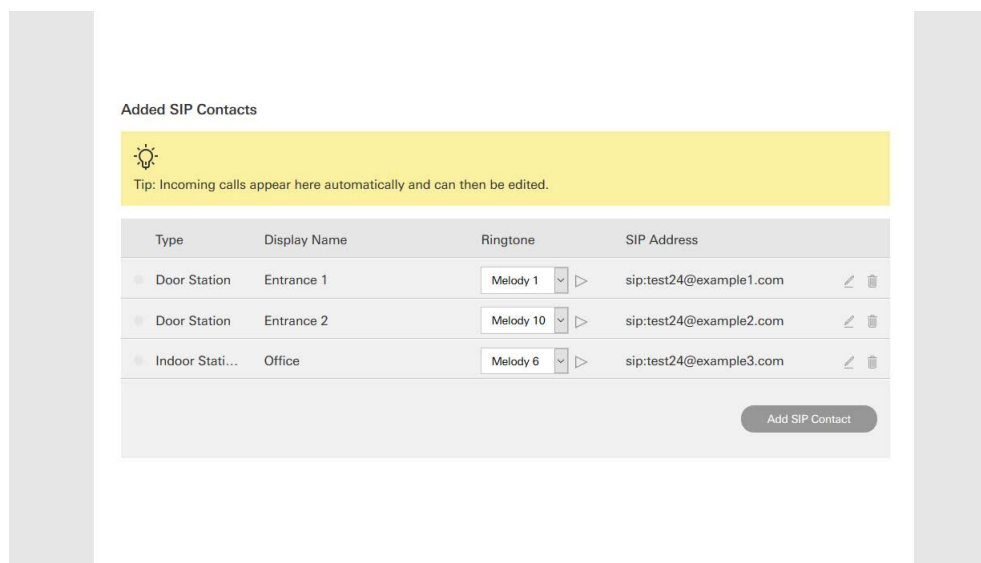 Added SIP Contacts
Tip: Incoming calls appear here automatically and can then be edited.
Type Display Name Ringtone SIP Address
Door Station Entrance 1 Melody 1 sip:test24@example1.com
Door Station Entrance 2 Melody 10 sip:test24@example2.com
Indoor Stati... Office Melody 6 sip:test24@example3.com
Add SIP Contact